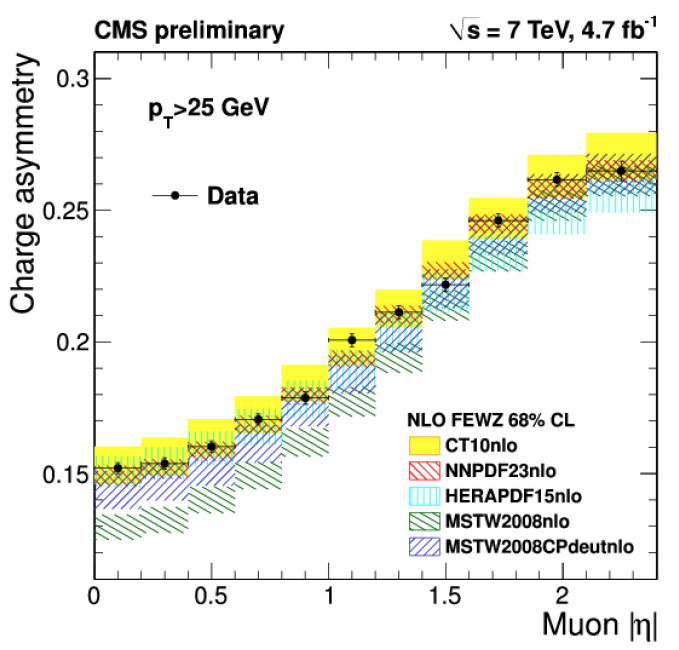 CMS preliminary
√s = 7 TeV, 4.7 fb⁻¹
Charge asymmetry
0.3
0.25
0.2
0.15
p_T>25 GeV
Data
NLO FEWZ 68% CL
CT10nlo
NNPDF23nlo
HERAPDF15nlo
MSTW2008nlo
MSTW2008CPdeutnlo
0 0.5 1 1.5 2
Muon |η|